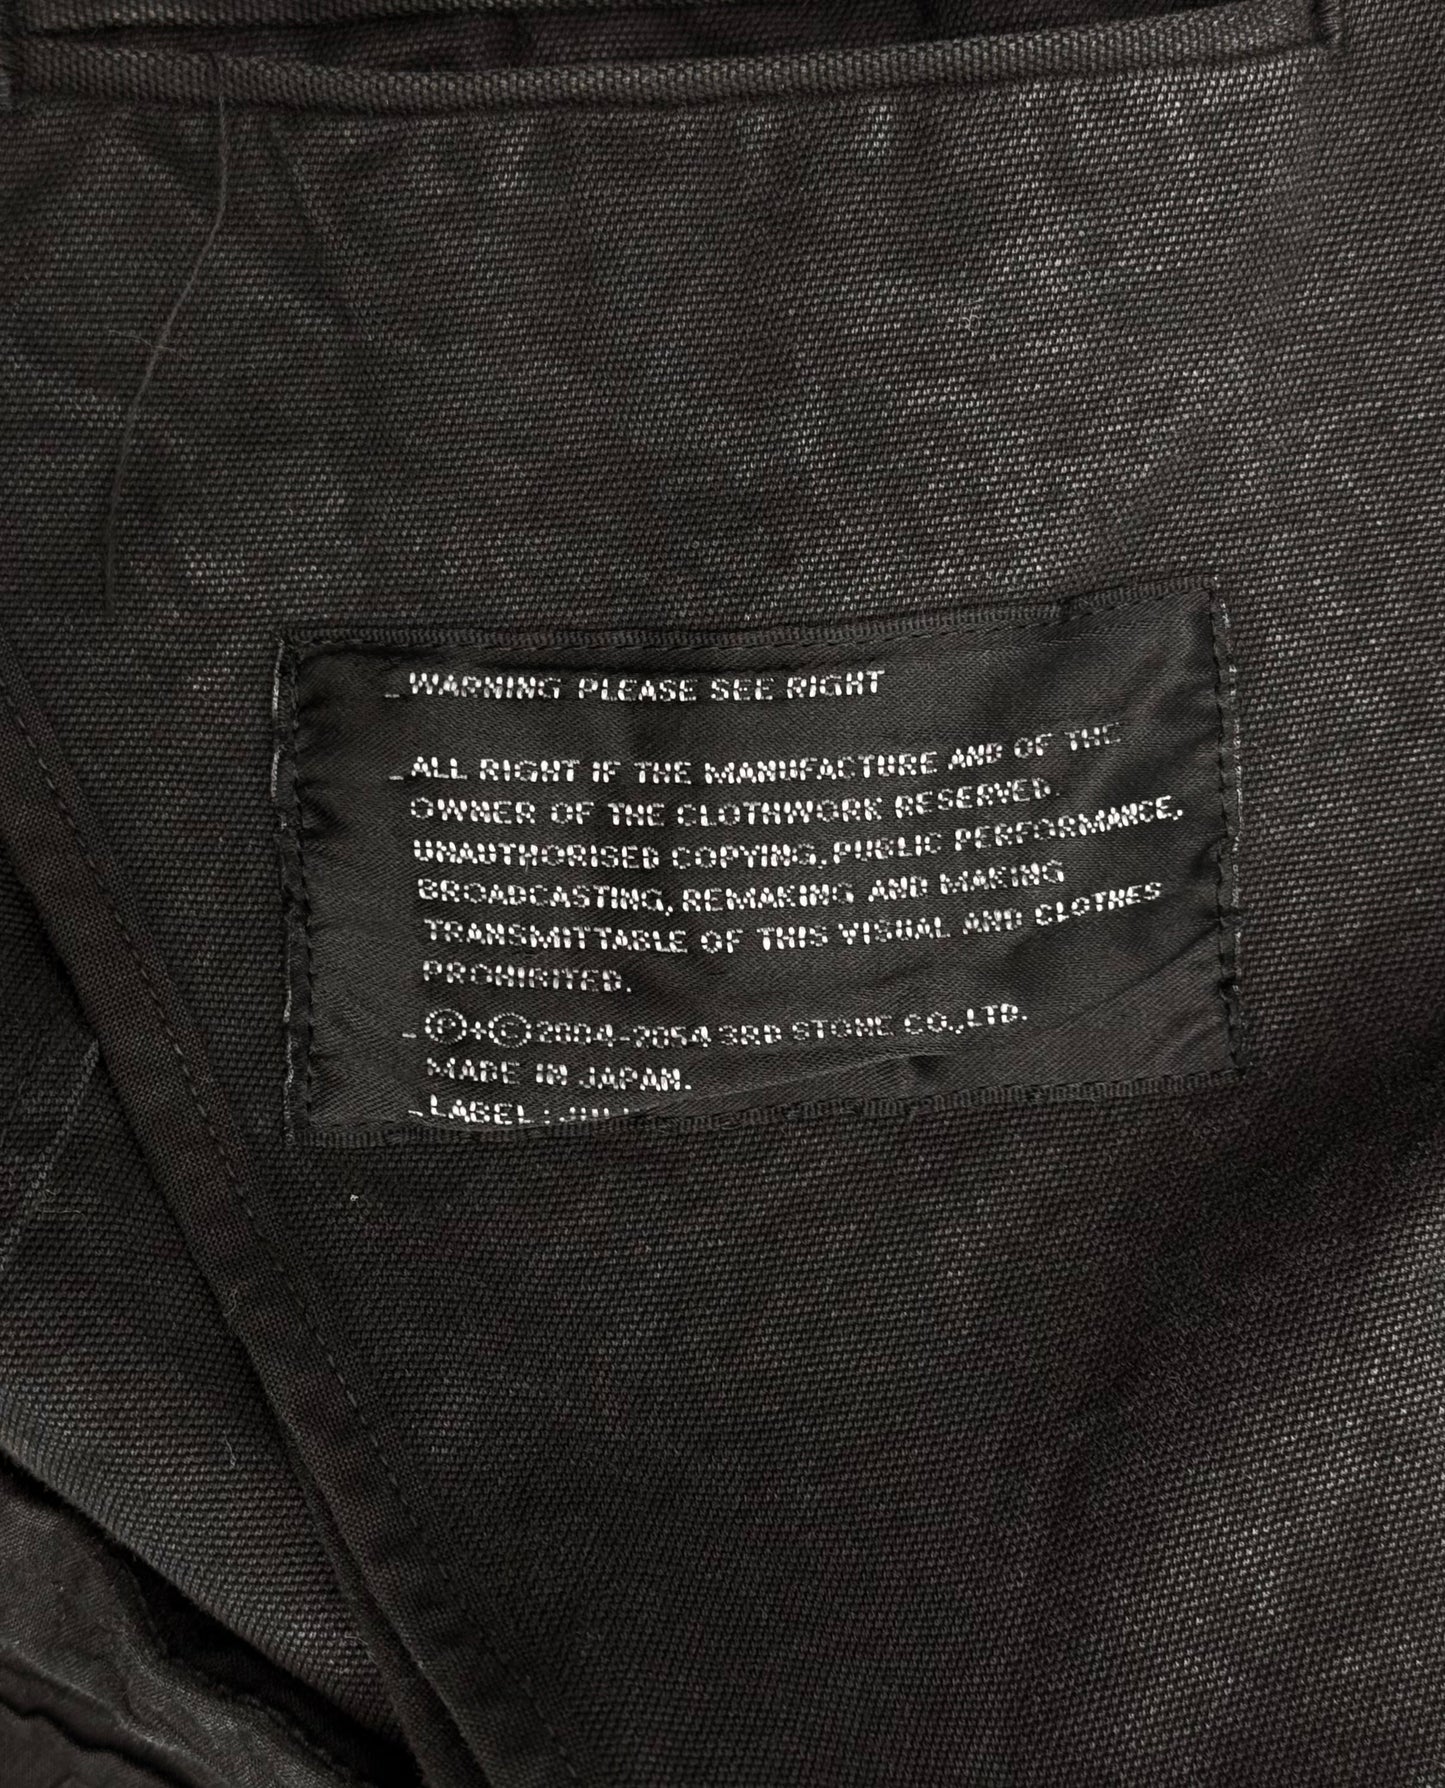 _WARNING PLEASE SEE RIGHT
_ALL RIGHT IF THE MANUFACTURE AND OF THE
OWNER OF THE CLOTHWORK RESERVED.
UNAUTHORISED COPYING, PUBLIC PERFORMANCE,
BROADCASTING, REMAKING AND MAKING
TRANSMITTABLE OF THIS VISUAL AND CLOTHES
PROHIBITED.
_Ⓟ+Ⓒ2004-2054 3RD STONE CO.,LTD.
MADE IN JAPAN.
_LABEL :